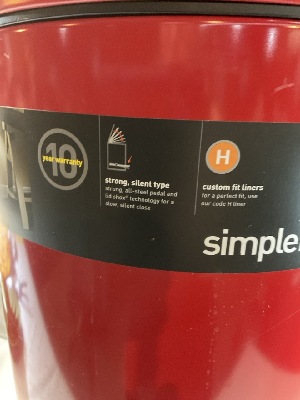 10
year warranty
strong, silent type
strong, all-steel pedal and
lid shox® technology for a
slow, silent close
H
custom fit liners
for a perfect fit, use
our code H liner
simple